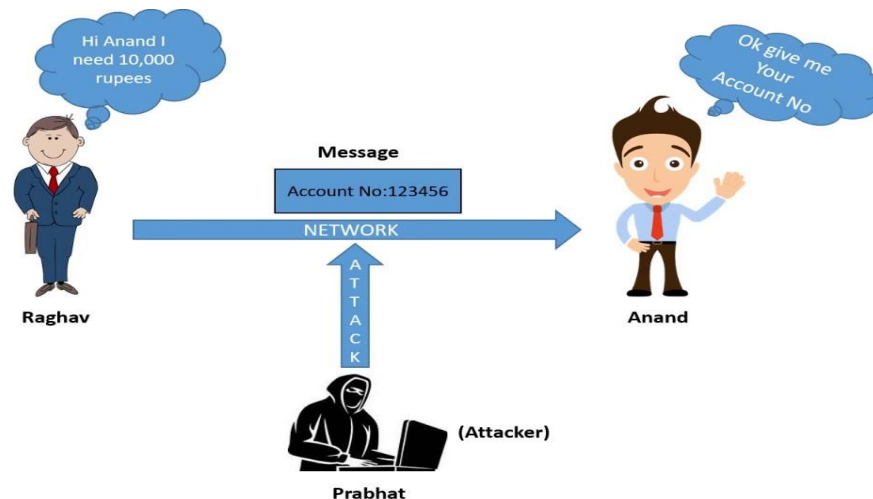 Hi Anand I
need 10,000
rupees
Ok give me
Your
Account No
Message
Account No:123456
NETWORK
ATTACK
Raghav
Anand
(Attacker)
Prabhat